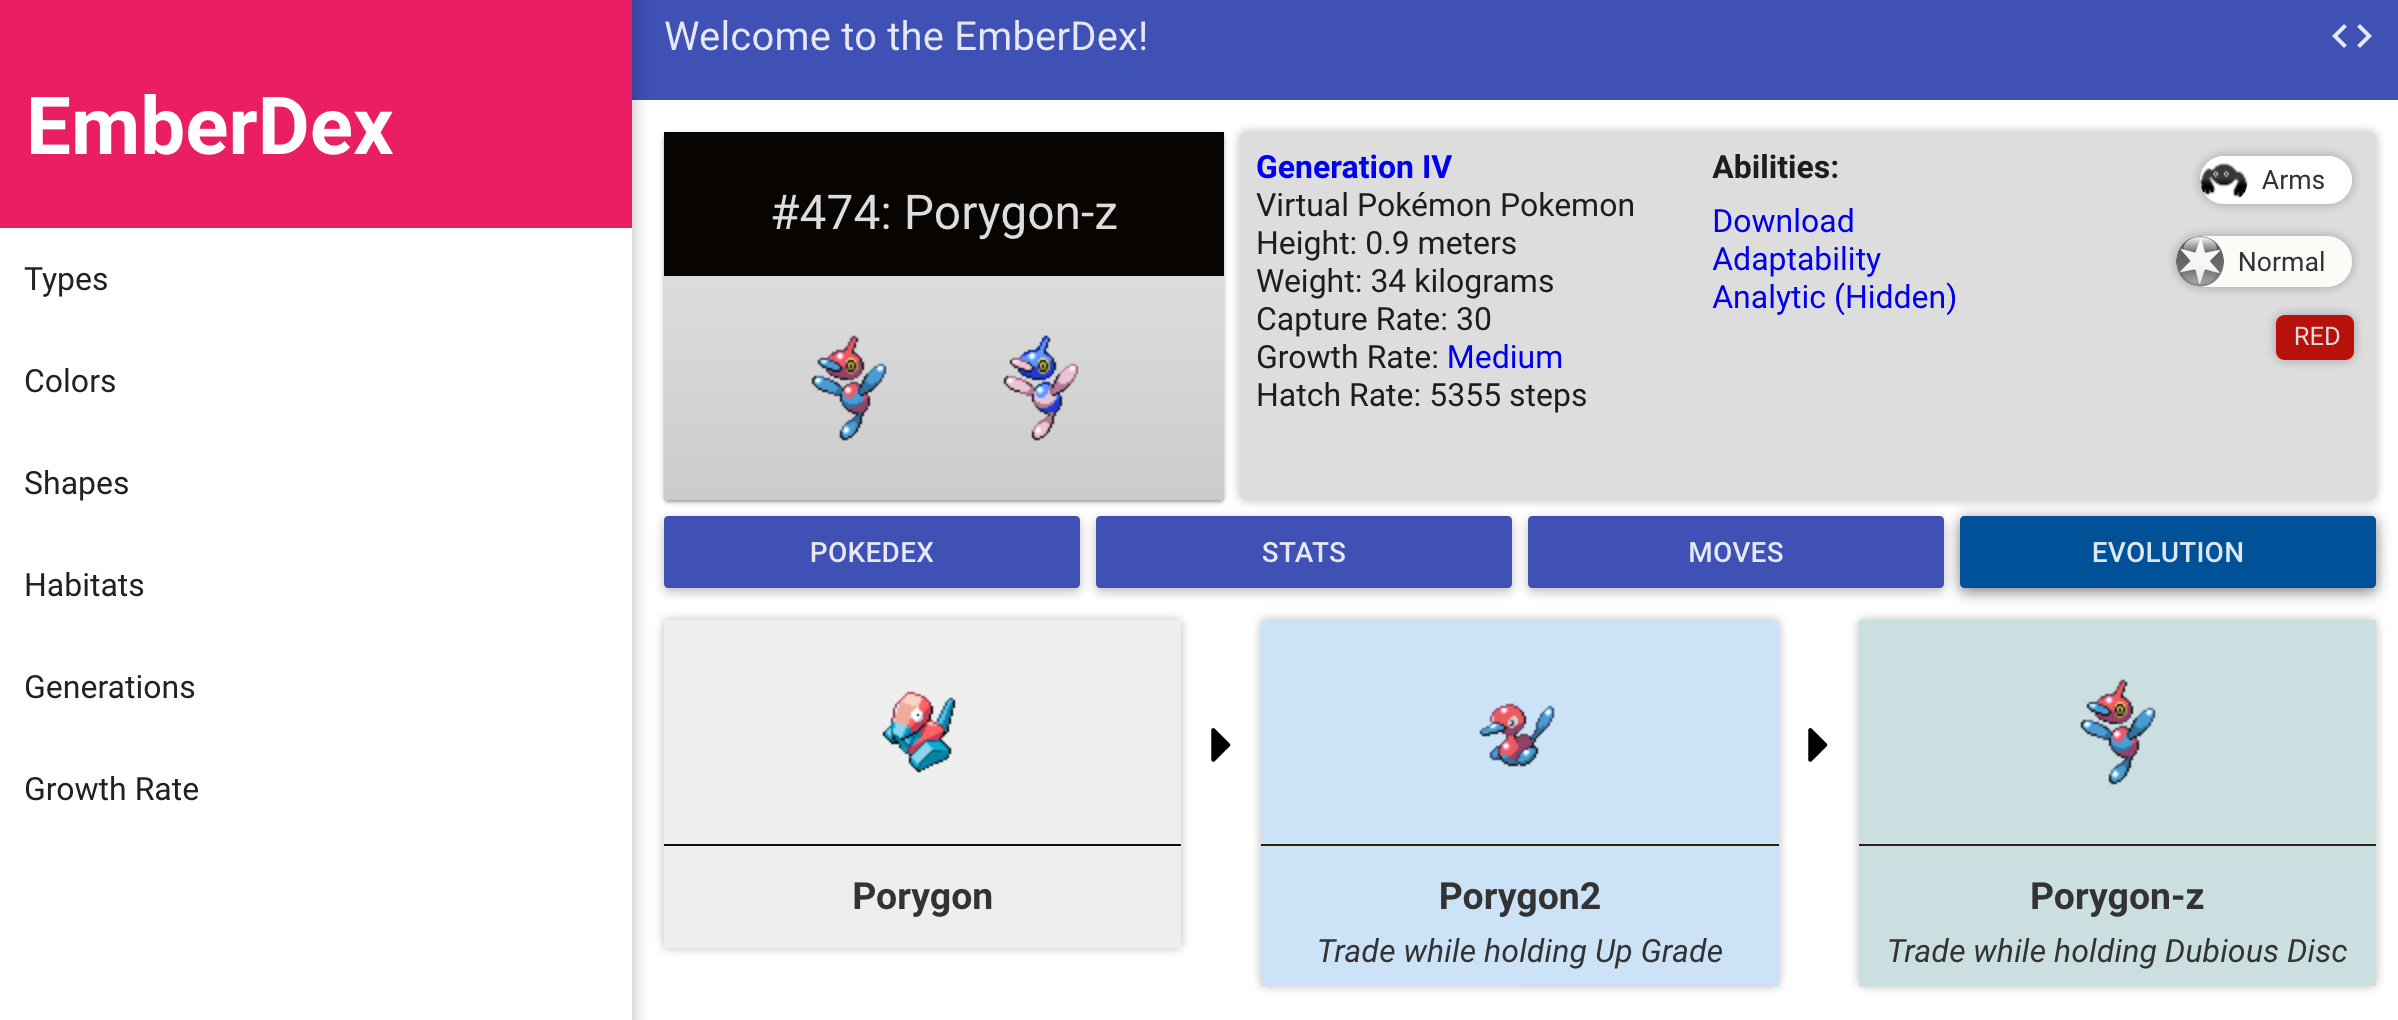 EmberDex
Types
Colors
Shapes
Habitats
Generations
Growth Rate
Welcome to the EmberDex!
#474: Porygon-z
Generation IV
Virtual Pokémon Pokemon
Height: 0.9 meters
Weight: 34 kilograms
Capture Rate: 30
Growth Rate: Medium
Hatch Rate: 5355 steps
Abilities:
Download
Adaptability
Analytic (Hidden)
Arms
Normal
RED
POKEDEX
STATS
MOVES
EVOLUTION
Porygon
Porygon2
Trade while holding Up Grade
Porygon-z
Trade while holding Dubious Disc